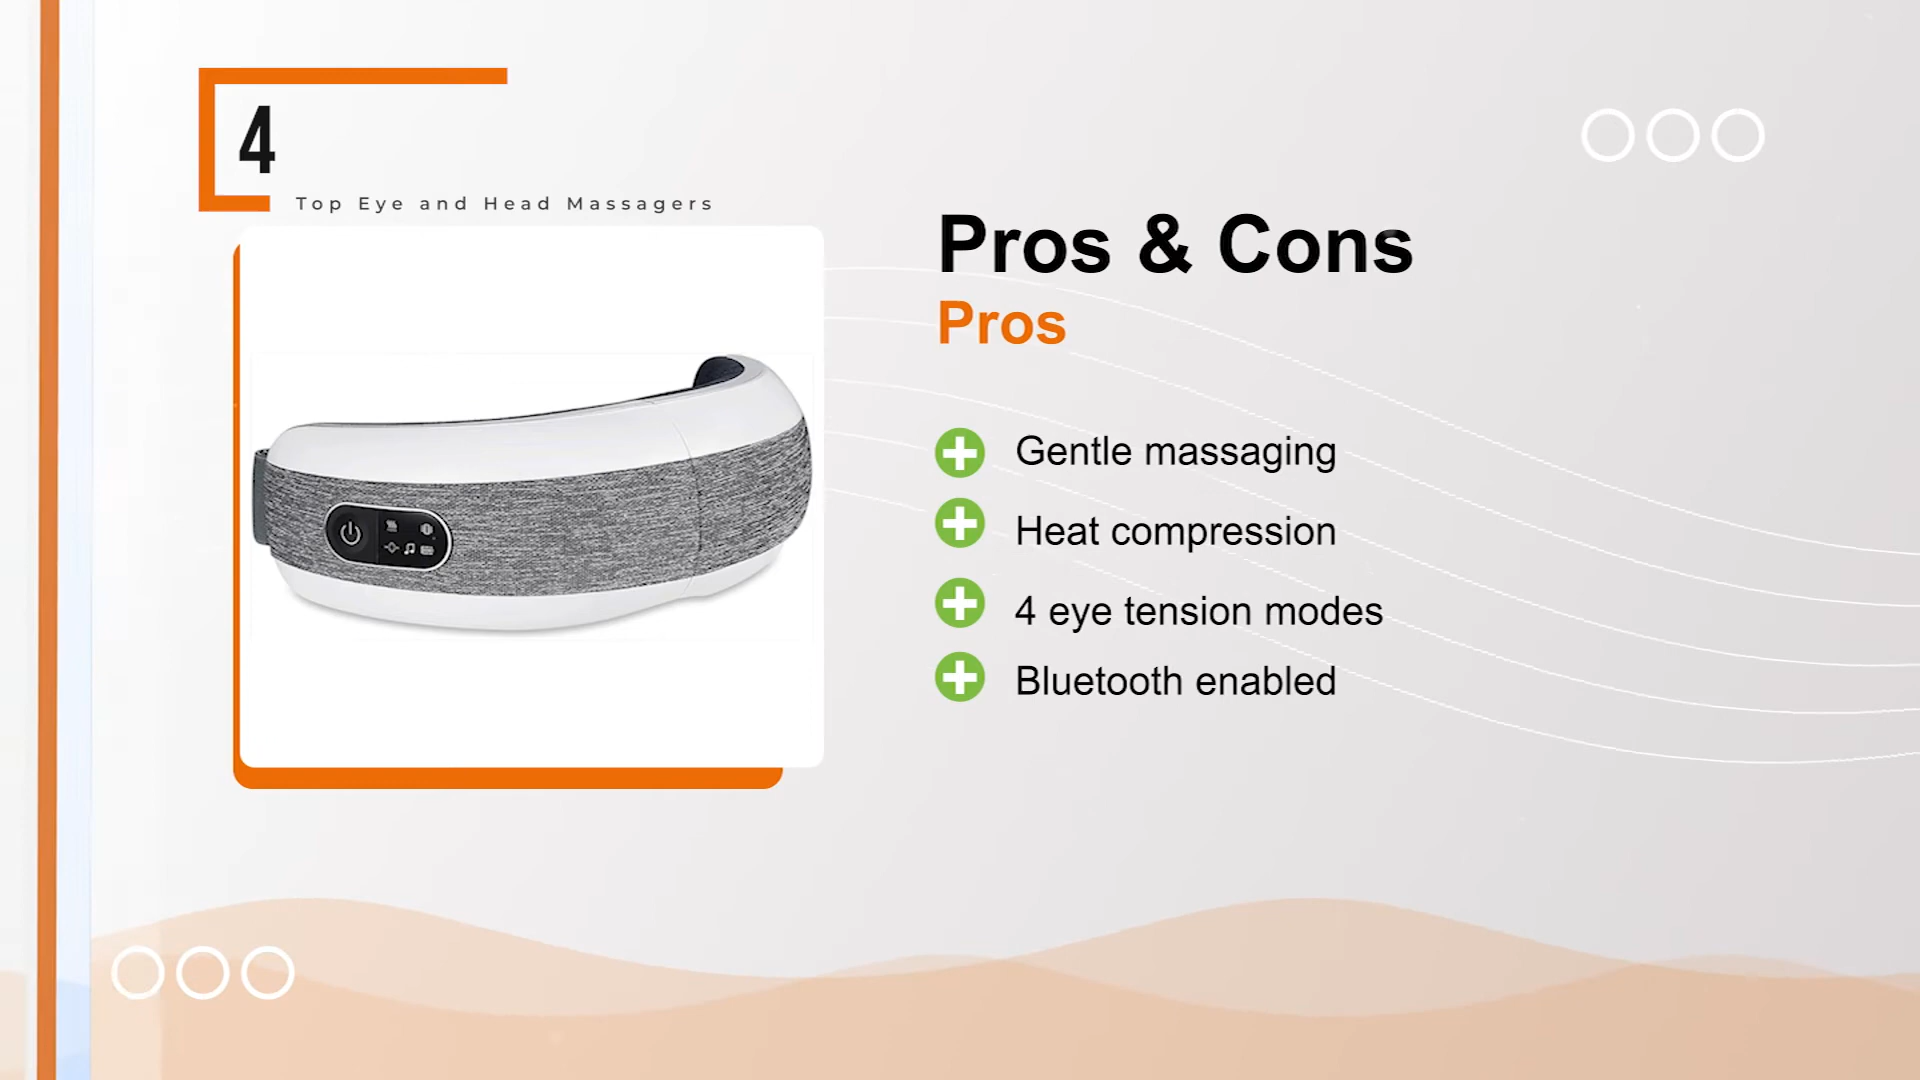 4
Top Eye and Head Massagers
Pros & Cons
Pros
Gentle massaging
Heat compression
4 eye tension modes
Bluetooth enabled